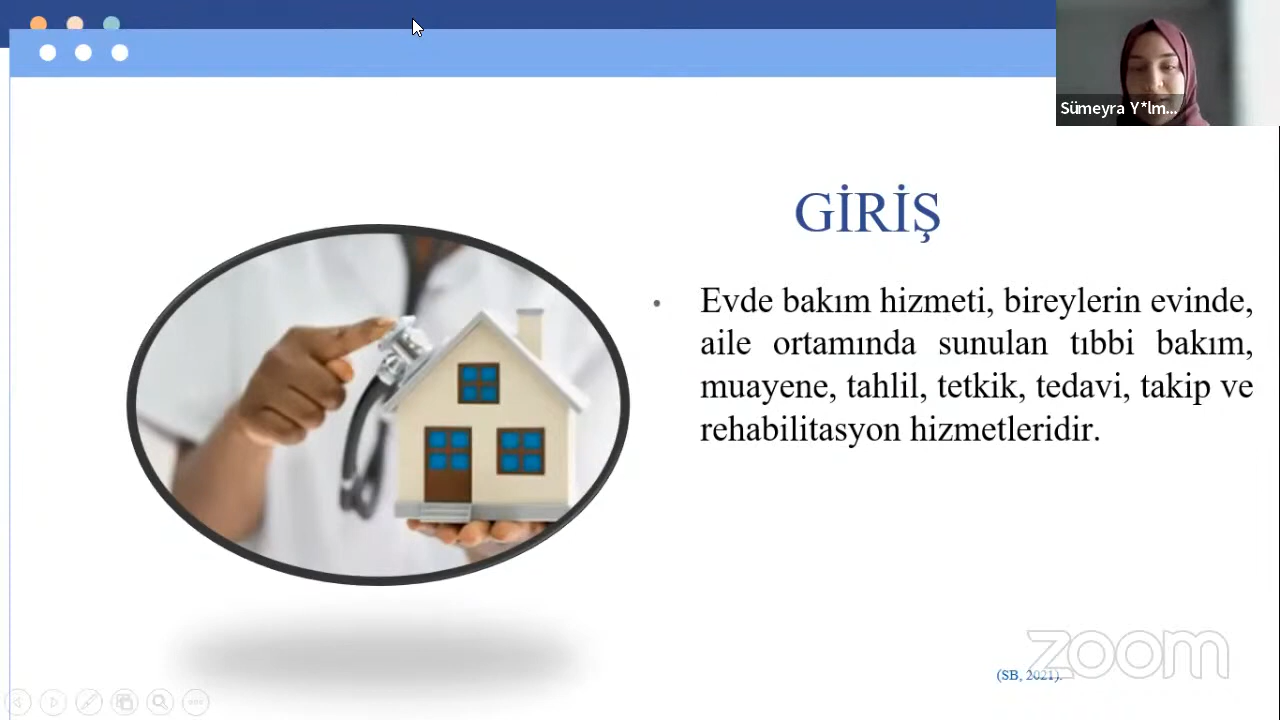 Sümeyra Y*lm...
GİRİŞ
• Evde bakım hizmeti, bireylerin evinde,
aile ortamında sunulan tıbbi bakım,
muayene, tahlil, tetkik, tedavi, takip ve
rehabilitasyon hizmetleridir.
zoom
(SB, 2021).